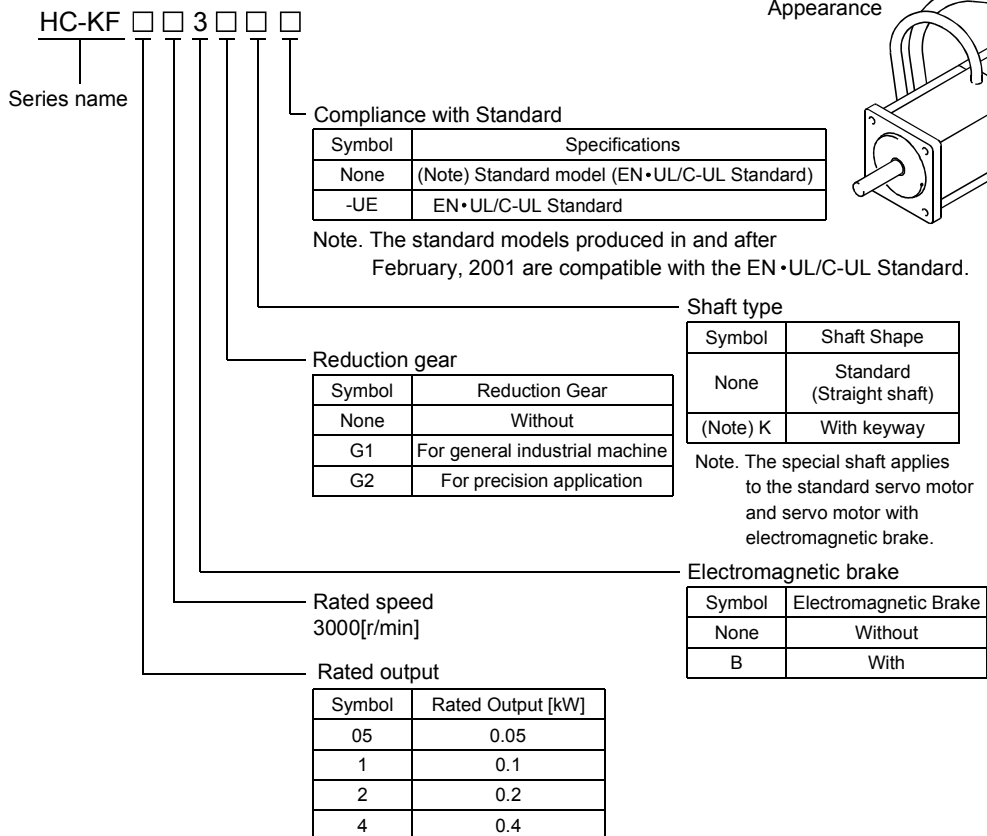 Appearance
HC-KF □ □ 3 □ □ □
Series name
Compliance with Standard
Symbol Specifications
None (Note) Standard model (EN•UL/C-UL Standard)
-UE EN•UL/C-UL Standard
Note. The standard models produced in and after
February, 2001 are compatible with the EN•UL/C-UL Standard.
Shaft type
Symbol Shaft Shape
None Standard
(Straight shaft)
(Note) K With keyway
Note. The special shaft applies
to the standard servo motor
and servo motor with
electromagnetic brake.
Reduction gear
Symbol Reduction Gear
None Without
G1 For general industrial machine
G2 For precision application
Electromagnetic brake
Symbol Electromagnetic Brake
None Without
B With
Rated speed
3000[r/min]
Rated output
Symbol Rated Output [kW]
05 0.05
1 0.1
2 0.2
4 0.4